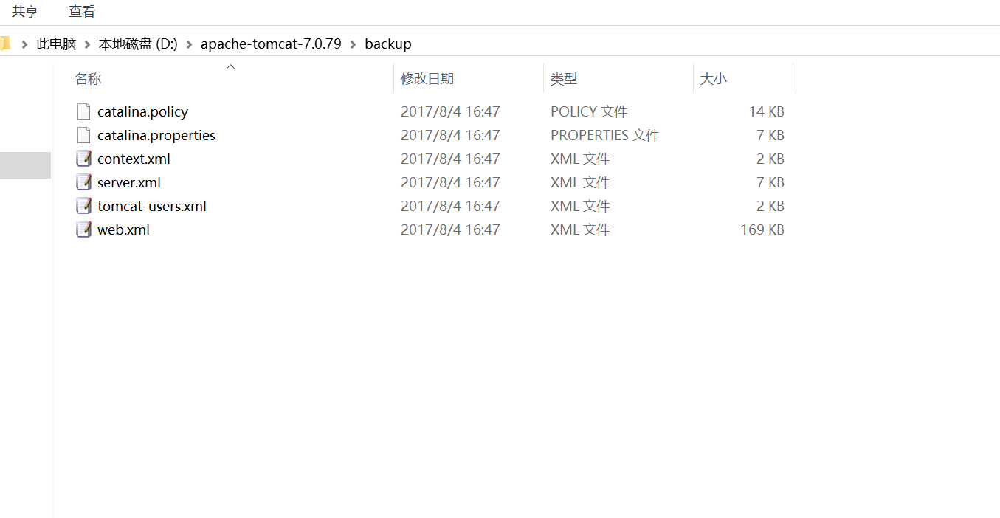 共享 查看
此电脑 本地磁盘 (D:) apache-tomcat-7.0.79 backup
名称 修改日期 类型 大小
catalina.policy 2017/8/4 16:47 POLICY 文件 14 KB
catalina.properties 2017/8/4 16:47 PROPERTIES 文件 7 KB
context.xml 2017/8/4 16:47 XML 文件 2 KB
server.xml 2017/8/4 16:47 XML 文件 7 KB
tomcat-users.xml 2017/8/4 16:47 XML 文件 2 KB
web.xml 2017/8/4 16:47 XML 文件 169 KB